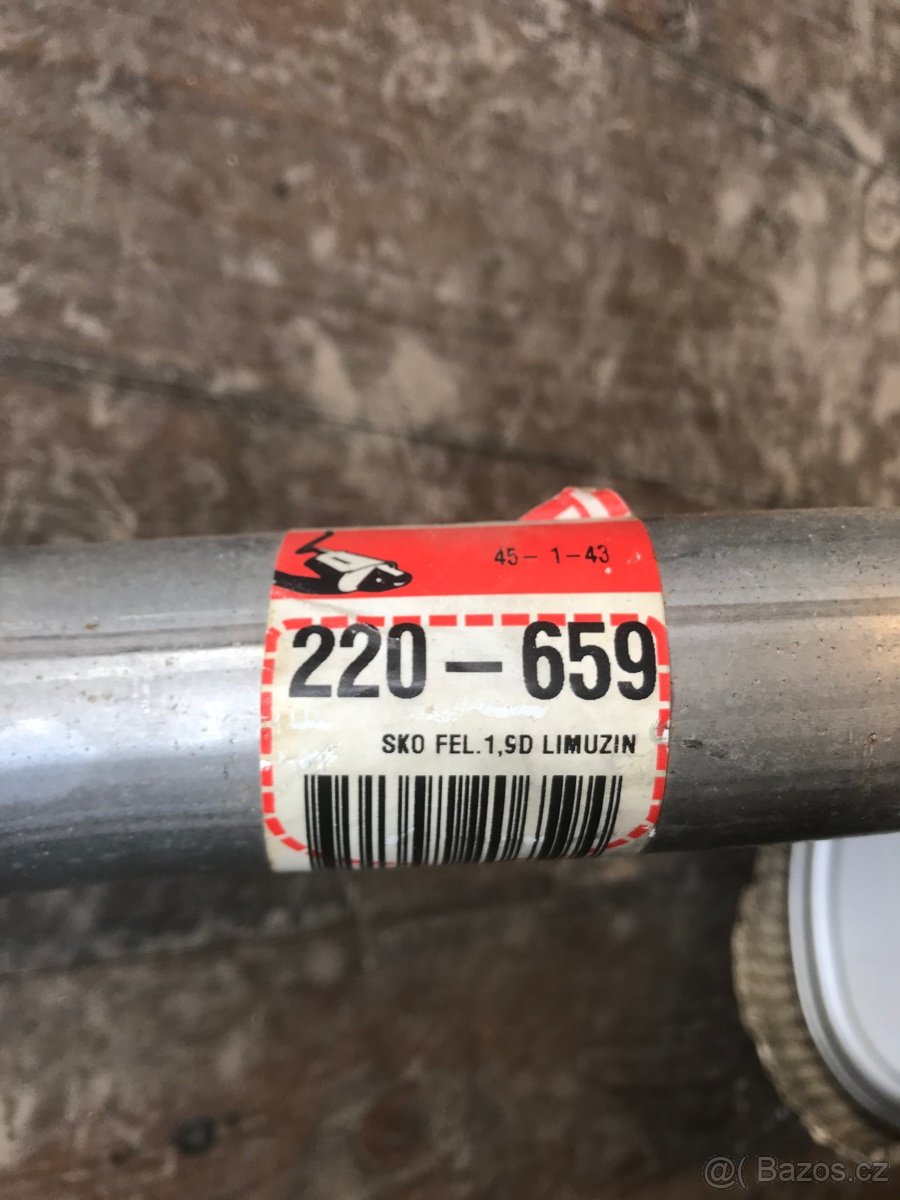 45- 1-43
220-659
SKO FEL.1,9D LIMUZIN
@( Bazos.cz